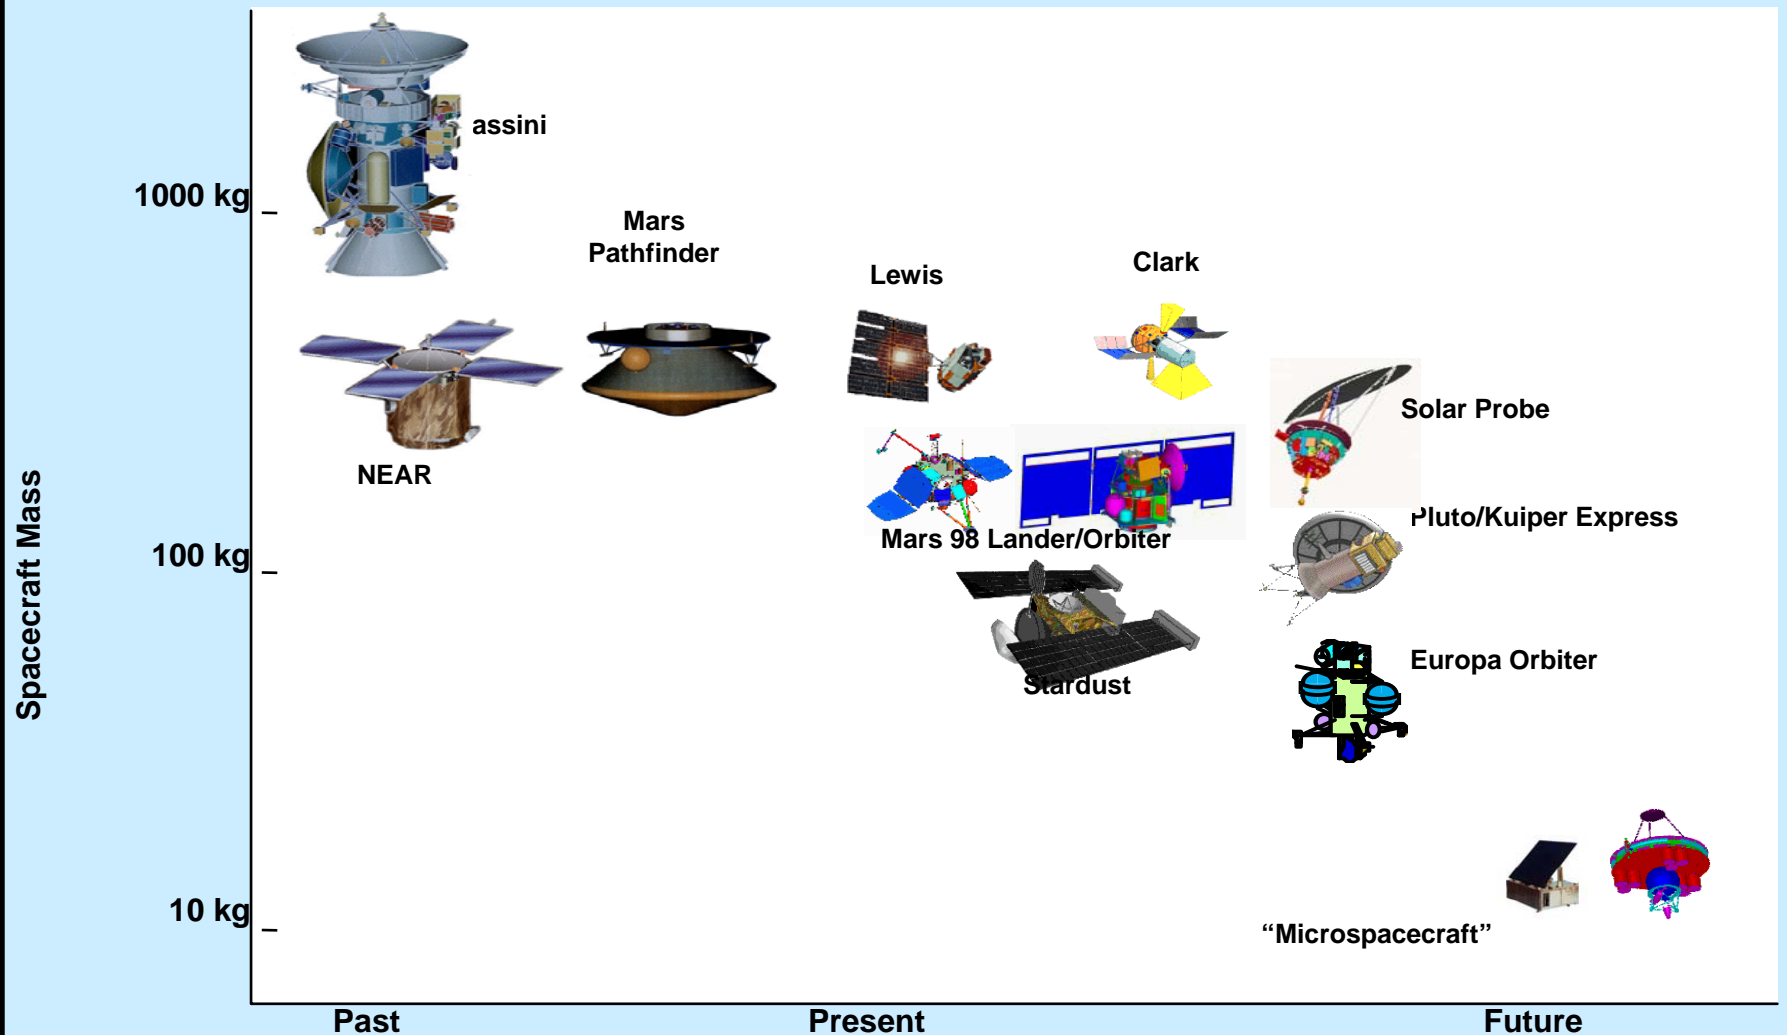 assini
1000 kg
Mars
Pathfinder
Lewis
Clark
Solar Probe
NEAR
Pluto/Kuiper Express
Mars 98 Lander/Orbiter
100 kg
Spacecraft Mass
Europa Orbiter
Stardust
10 kg
“Microspacecraft”
Past
Present
Future